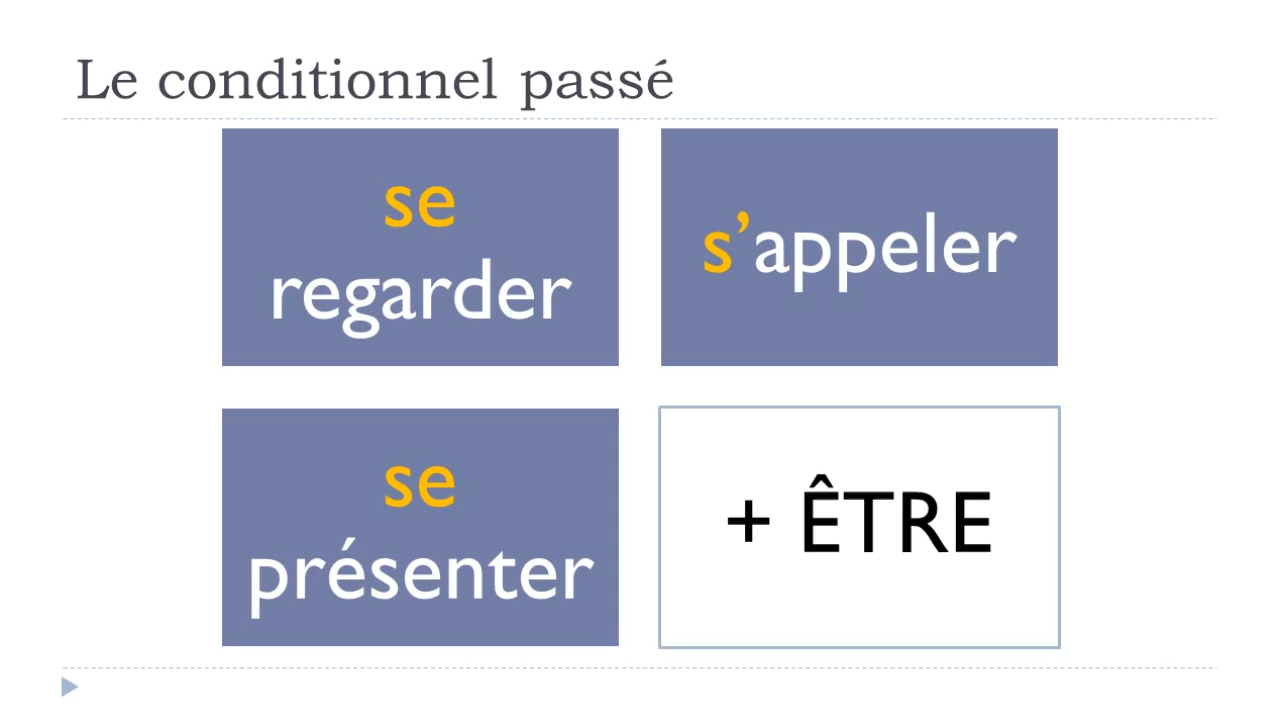 Le conditionnel passé
se
regarder
s’appeler
se
présenter
+ ÊTRE